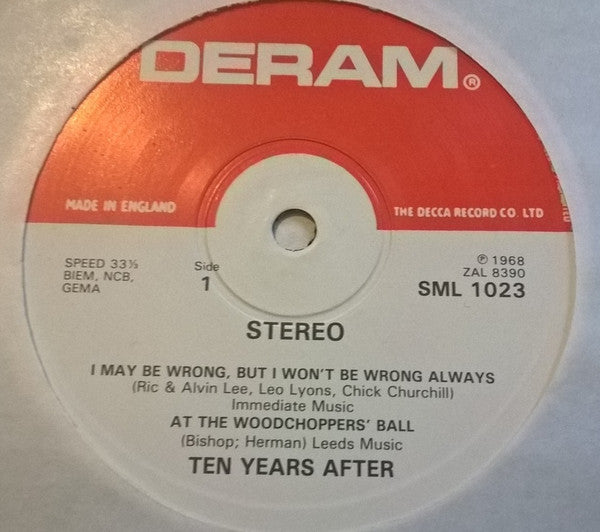 DERAM®
MADE IN ENGLAND
THE DECCA RECORD CO LTD
SPEED 33⅓
BIEM, NCB,
GEMA
Side
1
℗ 1968
ZAL 8390
SML 1023
STEREO
I MAY BE WRONG, BUT I WON'T BE WRONG ALWAYS
(Ric & Alvin Lee, Leo Lyons, Chick Churchill)
Immediate Music
AT THE WOODCHOPPERS' BALL
(Bishop; Herman) Leeds Music
TEN YEARS AFTER